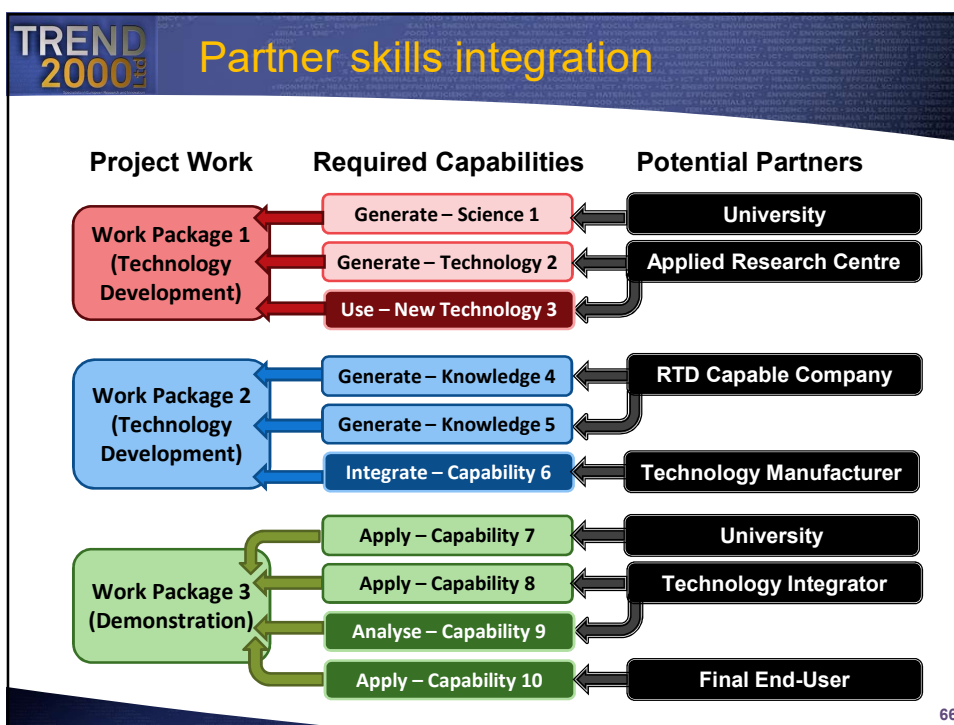 TREND
2000 Ltd
Partner skills integration
Project Work
Required Capabilities
Potential Partners
Work Package 1
(Technology
Development)
Generate – Science 1
Generate – Technology 2
Use – New Technology 3
University
Applied Research Centre
Work Package 2
(Technology
Development)
Generate – Knowledge 4
Generate – Knowledge 5
Integrate – Capability 6
RTD Capable Company
Technology Manufacturer
Work Package 3
(Demonstration)
Apply – Capability 7
Apply – Capability 8
Analyse – Capability 9
Apply – Capability 10
University
Technology Integrator
Final End-User
66